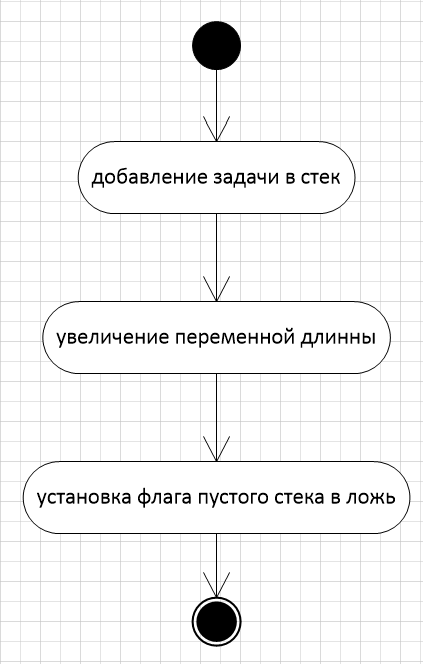 добавление задачи в стек
увеличение переменной длинны
установка флага пустого стека в ложь